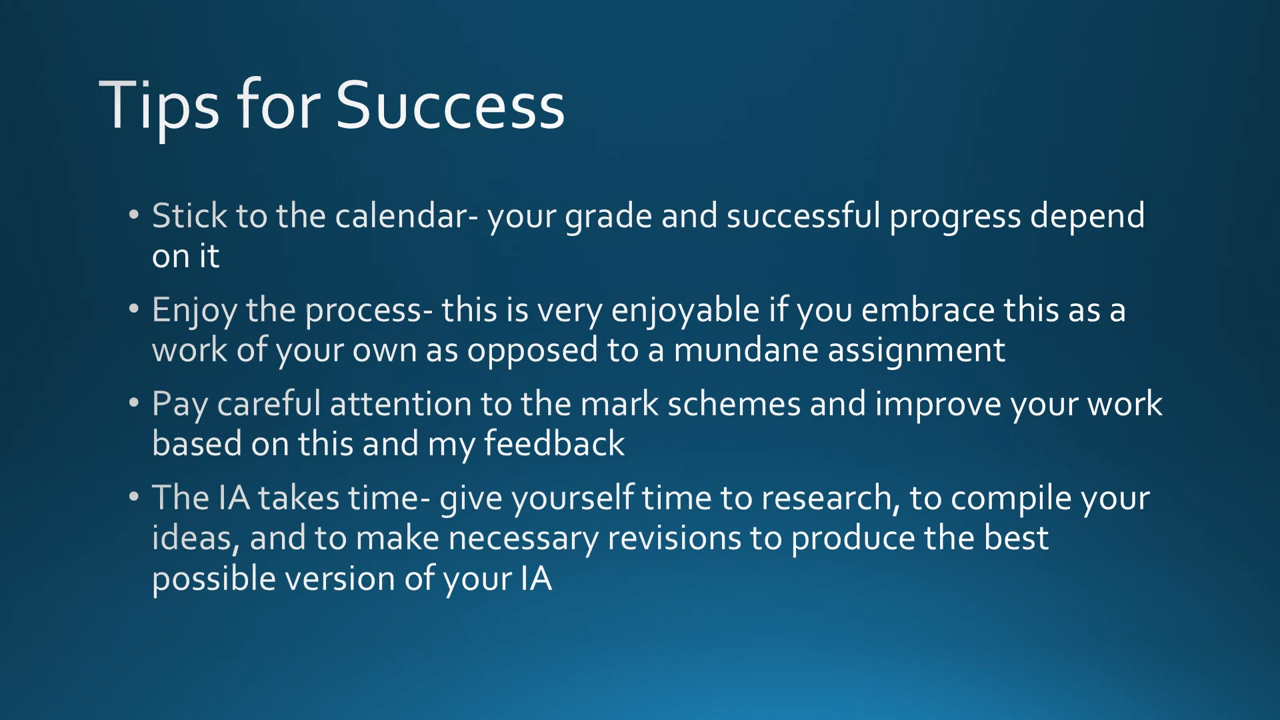 Tips for Success
• Stick to the calendar- your grade and successful progress depend
on it
• Enjoy the process- this is very enjoyable if you embrace this as a
work of your own as opposed to a mundane assignment
• Pay careful attention to the mark schemes and improve your work
based on this and my feedback
• The IA takes time- give yourself time to research, to compile your
ideas, and to make necessary revisions to produce the best
possible version of your IA